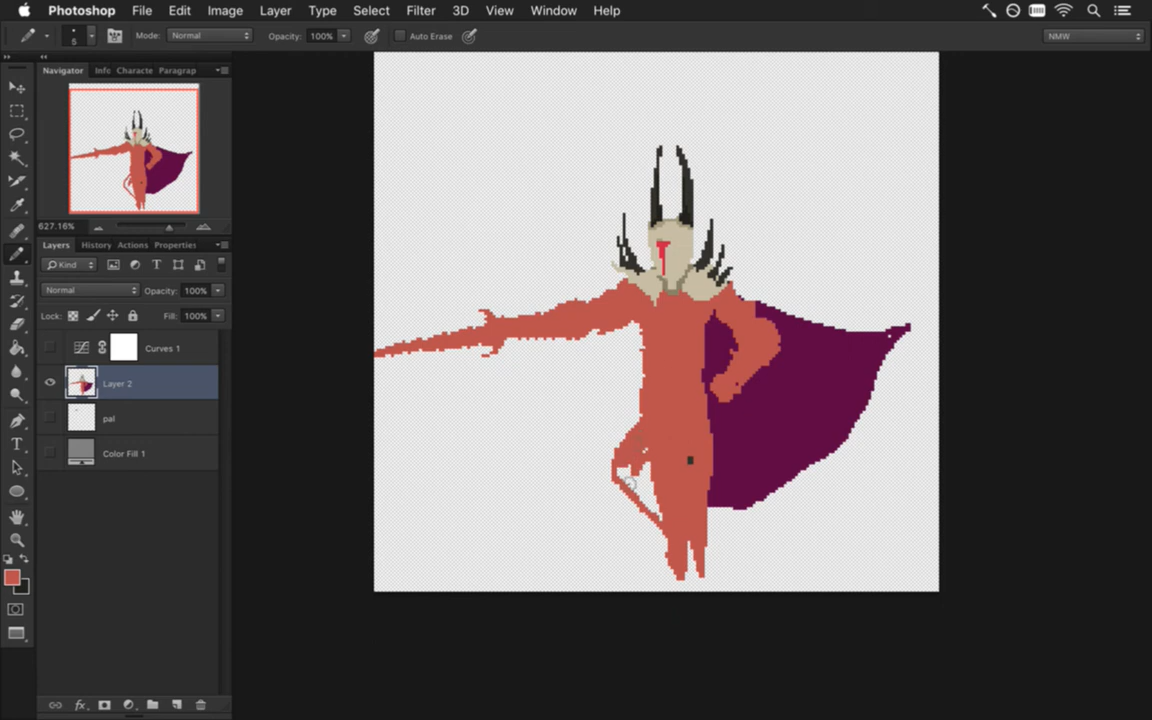 Photoshop File Edit Image Layer Type Select Filter 3D View Window Help
5 Mode: Normal Opacity: 100% Auto Erase NMW
Navigator Info Characte Paragrap
627.16%
Layers History Actions Properties
Kind
Normal Opacity: 100%
Lock: Fill: 100%
Curves 1
Layer 2
pal
Color Fill 1
fx